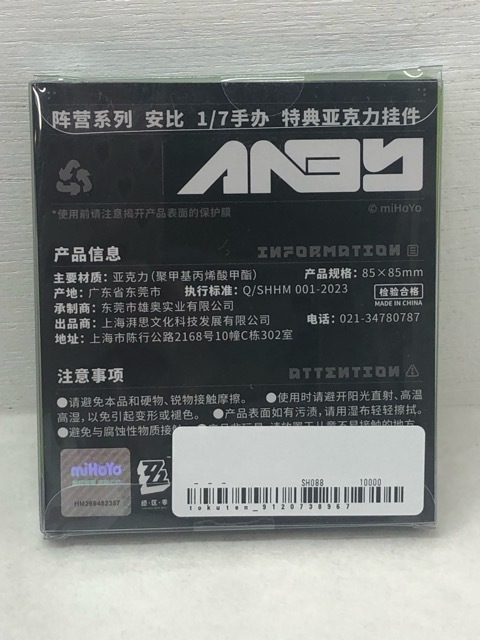 阵营系列 安比 1/7手办 特典亚克力挂件
ANBY
*使用前请注意揭开产品表面的保护膜
© miHoYo
产品信息 INFORMATION
主要材质：亚克力（聚甲基丙烯酸甲酯） 产品规格：85×85mm
产地：广东省东莞市 执行标准：Q/SHHM 001-2023 检验合格
MADE IN CHINA
承制商：东莞市雄奥实业有限公司
出品商：上海湃思文化科技发展有限公司 电话：021-34780787
地址：上海市陈行公路2168号10幢C栋302室
注意事项 ATTENTION
●请避免本品和硬物、锐物接触摩擦。 ●使用时请避开阳光直射、高温
高湿，以免引起变形或褪色。 ●产品表面如有污渍，请用湿布轻轻擦拭。
●避免与腐蚀性物质接触
miHoYo
SH088 10000
tokuten_9120738967